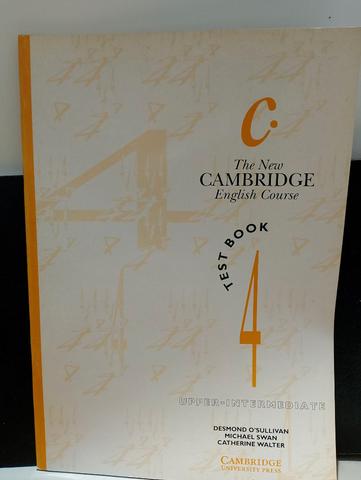 c.
The New
CAMBRIDGE
English Course
TEST BOOK
4
4
UPPER-INTERMEDIATE
DESMOND O'SULLIVAN
MICHAEL SWAN
CATHERINE WALTER
CAMBRIDGE
UNIVERSITY PRESS